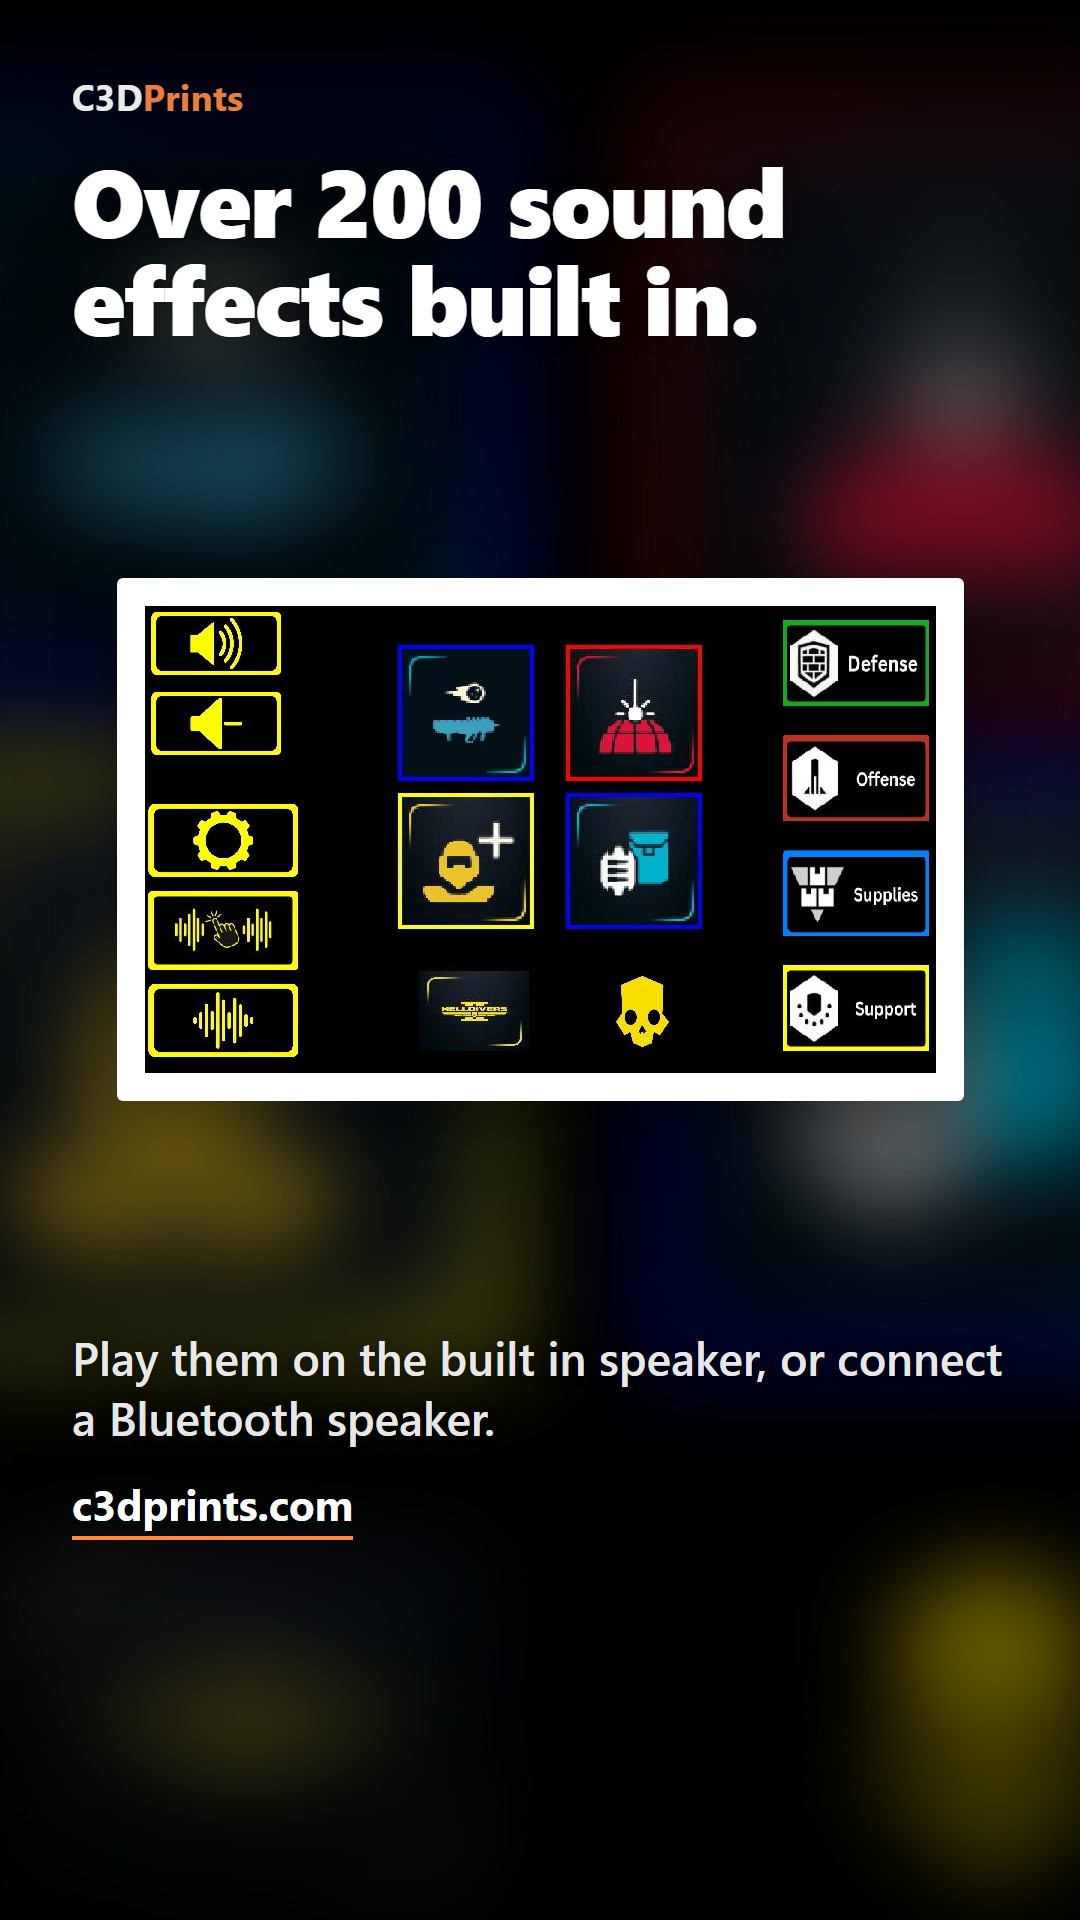 C3DPrints
Over 200 sound
effects built in.
Defense
Offense
Supplies
HELLDIVERS
Support
Play them on the built in speaker, or connect
a Bluetooth speaker.
c3dprints.com